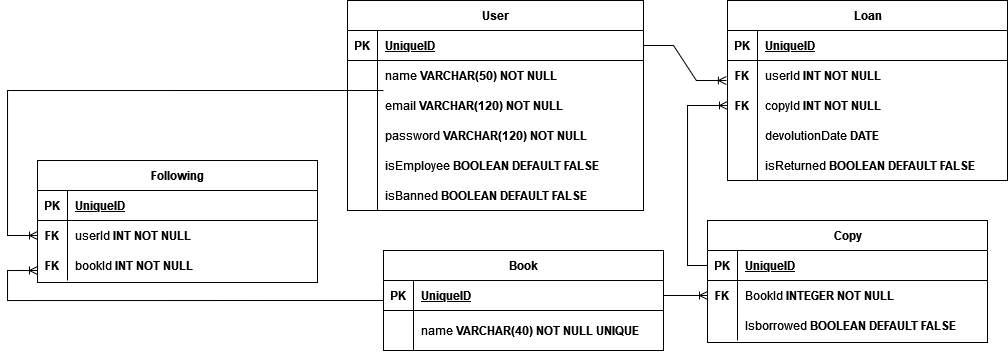 User
PK UniqueID
name VARCHAR(50) NOT NULL
email VARCHAR(120) NOT NULL
password VARCHAR(120) NOT NULL
isEmployee BOOLEAN DEFAULT FALSE
isBanned BOOLEAN DEFAULT FALSE
Loan
PK UniqueID
FK userId INT NOT NULL
FK copyId INT NOT NULL
devolutionDate DATE
isReturned BOOLEAN DEFAULT FALSE
Following
PK UniqueID
FK userId INT NOT NULL
FK bookId INT NOT NULL
Book
PK UniqueID
name VARCHAR(40) NOT NULL UNIQUE
Copy
PK UniqueID
FK BookId INTEGER NOT NULL
Isborrowed BOOLEAN DEFAULT FALSE